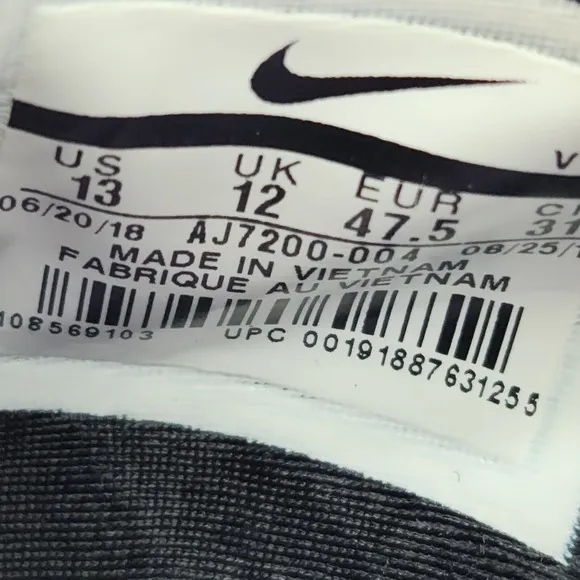 US UK EUR
13 12 47.5 31
06/20/18 AJ7200-004 08/25/
MADE IN VIETNAM
FABRIQUE AU VIETNAM
108569103 UPC 00191887631255